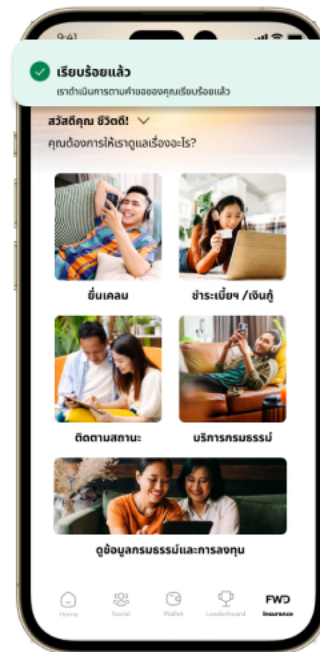 9:41
เรียบร้อยแล้ว
เราดำเนินการตามคำขอของคุณเรียบร้อยแล้ว
สวัสดีคุณ ชีวิตดี!
คุณต้องการให้เราดูแลเรื่องอะไร?
ยื่นเคลม
ชำระเบี้ยฯ /เงินกู้
ติดตามสถานะ
บริการกรมธรรม์
ดูข้อมูลกรมธรรม์และการลงทุน
FWD
Home Social Wallet Leaderboard Insurance